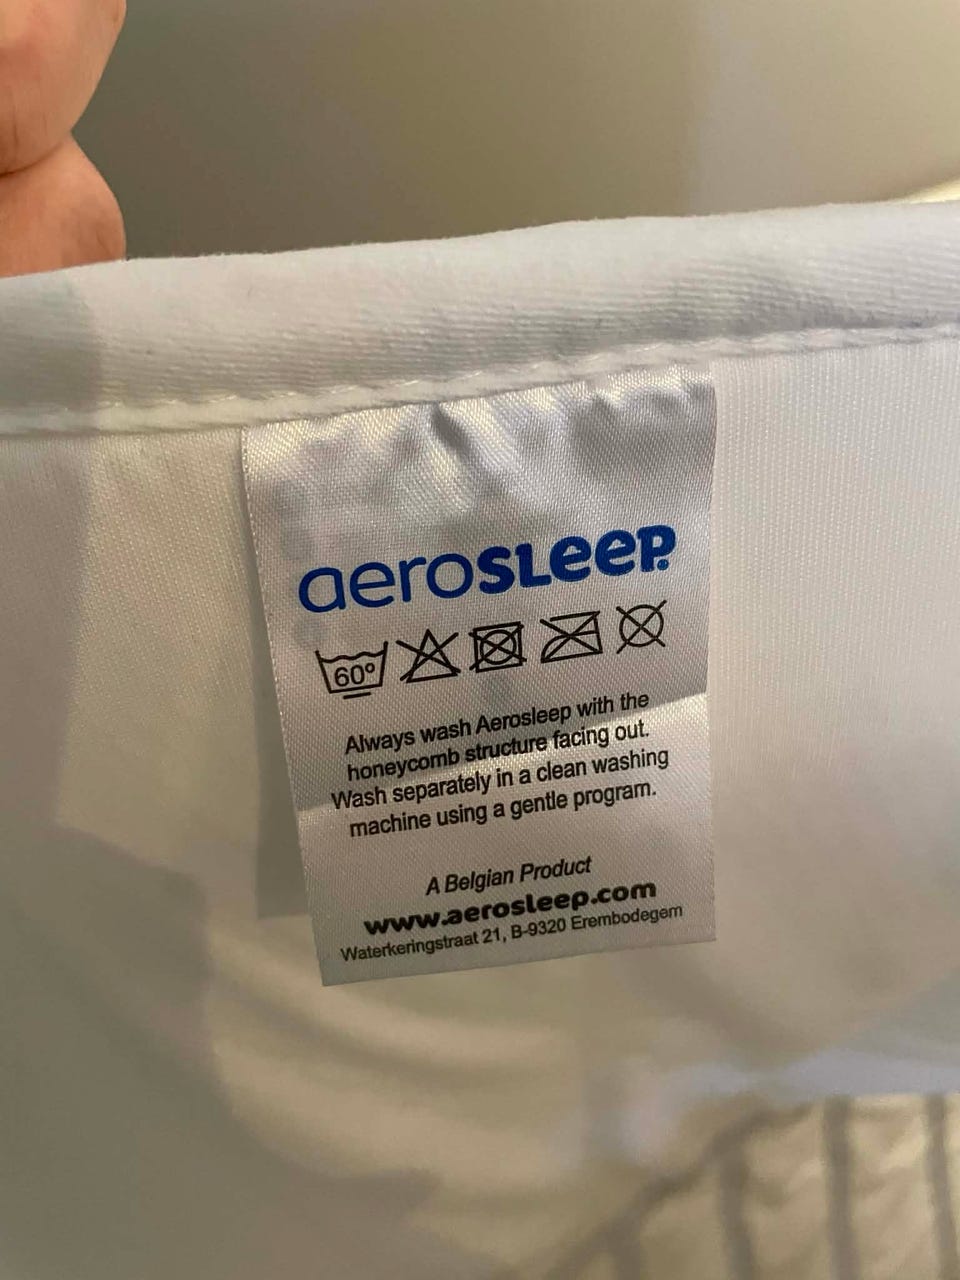 aerosleep
60°
Always wash Aerosleep with the
honeycomb structure facing out.
Wash separately in a clean washing
machine using a gentle program.
A Belgian Product
www.aerosleep.com
Waterkeringstraat 21, B-9320 Erembodegem